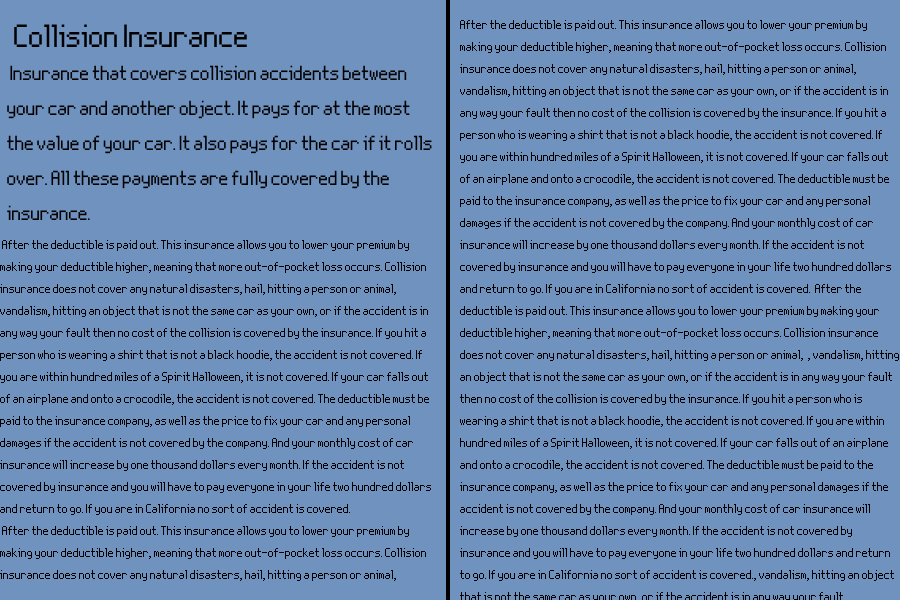 Collision Insurance
Insurance that covers collision accidents between
your car and another object. It pays for at the most
the value of your car. It also pays for the car if it rolls
over. All these payments are fully covered by the
insurance.
After the deductible is paid out. This insurance allows you to lower your premium by
making your deductible higher, meaning that more out-of-pocket loss occurs. Collision
insurance does not cover any natural disasters, hail, hitting a person or animal,
vandalism, hitting an object that is not the same car as your own, or if the accident is in
any way your fault then no cost of the collision is covered by the insurance. If you hit a
person who is wearing a shirt that is not a black hoodie, the accident is not covered. If
you are within hundred miles of a Spirit Halloween, it is not covered. If your car falls out
of an airplane and onto a crocodile, the accident is not covered. The deductible must be
paid to the insurance company, as well as the price to fix your car and any personal
damages if the accident is not covered by the company. And your monthly cost of car
insurance will increase by one thousand dollars every month. If the accident is not
covered by insurance and you will have to pay everyone in your life two hundred dollars
and return to go. If you are in California no sort of accident is covered.
After the deductible is paid out. This insurance allows you to lower your premium by
making your deductible higher, meaning that more out-of-pocket loss occurs. Collision
insurance does not cover any natural disasters, hail, hitting a person or animal,
After the deductible is paid out. This insurance allows you to lower your premium by
making your deductible higher, meaning that more out-of-pocket loss occurs. Collision
insurance does not cover any natural disasters, hail, hitting a person or animal,
vandalism, hitting an object that is not the same car as your own, or if the accident is in
any way your fault then no cost of the collision is covered by the insurance. If you hit a
person who is wearing a shirt that is not a black hoodie, the accident is not covered. If
you are within hundred miles of a Spirit Halloween, it is not covered. If your car falls out
of an airplane and onto a crocodile, the accident is not covered. The deductible must be
paid to the insurance company, as well as the price to fix your car and any personal
damages if the accident is not covered by the company. And your monthly cost of car
insurance will increase by one thousand dollars every month. If the accident is not
covered by insurance and you will have to pay everyone in your life two hundred dollars
and return to go. If you are in California no sort of accident is covered. After the
deductible is paid out. This insurance allows you to lower your premium by making your
deductible higher, meaning that more out-of-pocket loss occurs. Collision insurance
does not cover any natural disasters, hail, hitting a person or animal, , vandalism, hitting
an object that is not the same car as your own, or if the accident is in any way your fault
then no cost of the collision is covered by the insurance. If you hit a person who is
wearing a shirt that is not a black hoodie, the accident is not covered. If you are within
hundred miles of a Spirit Halloween, it is not covered. If your car falls out of an airplane
and onto a crocodile, the accident is not covered. The deductible must be paid to the
insurance company, as well as the price to fix your car and any personal damages if the
accident is not covered by the company. And your monthly cost of car insurance will
increase by one thousand dollars every month. If the accident is not covered by
insurance and you will have to pay everyone in your life two hundred dollars and return
to go. If you are in California no sort of accident is covered., vandalism, hitting an object
that is not the same car as your own, or if the accident is in any way your fault